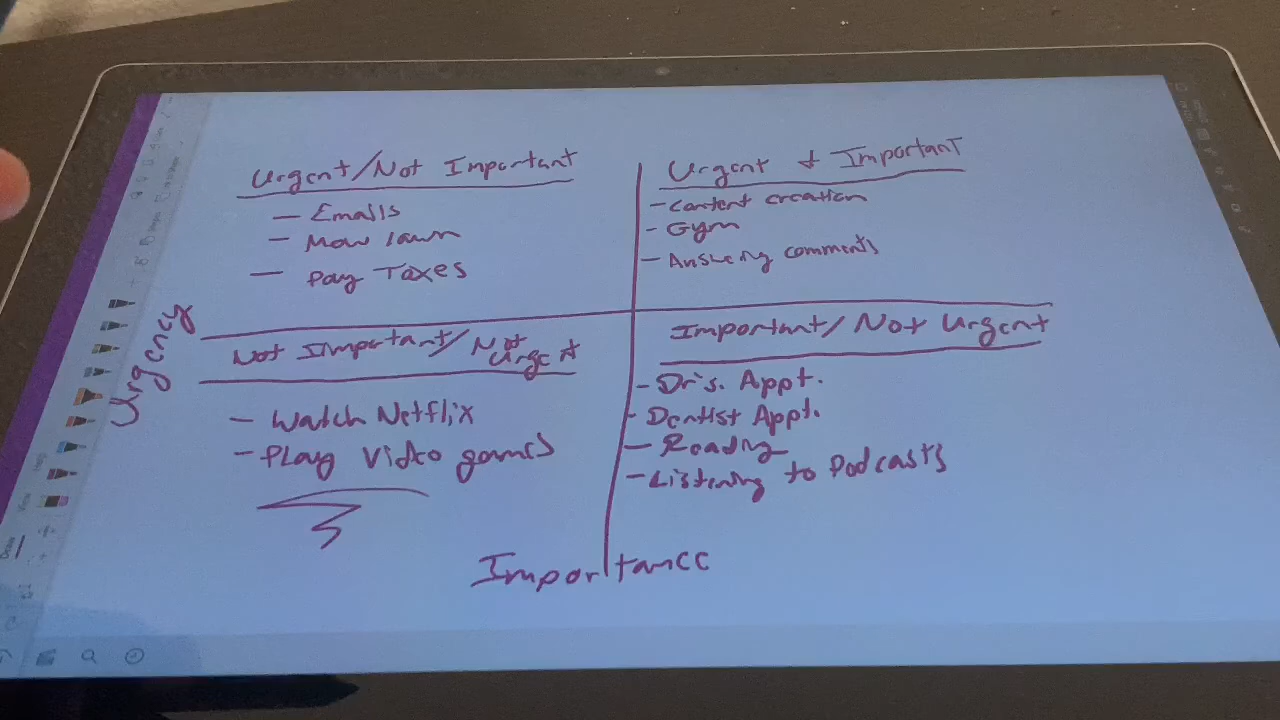 Urgent/Not Important
- Emails
- Mow lawn
- Pay Taxes
Urgent & Important
- Content creation
- Gym
- Answering comments
Urgency
Not Important/Not Urgent
- Watch Netflix
- Play Video games
Important/Not Urgent
- Dr's. Appt.
- Dentist Appt.
- Reading
- Listening to Podcasts
Importance